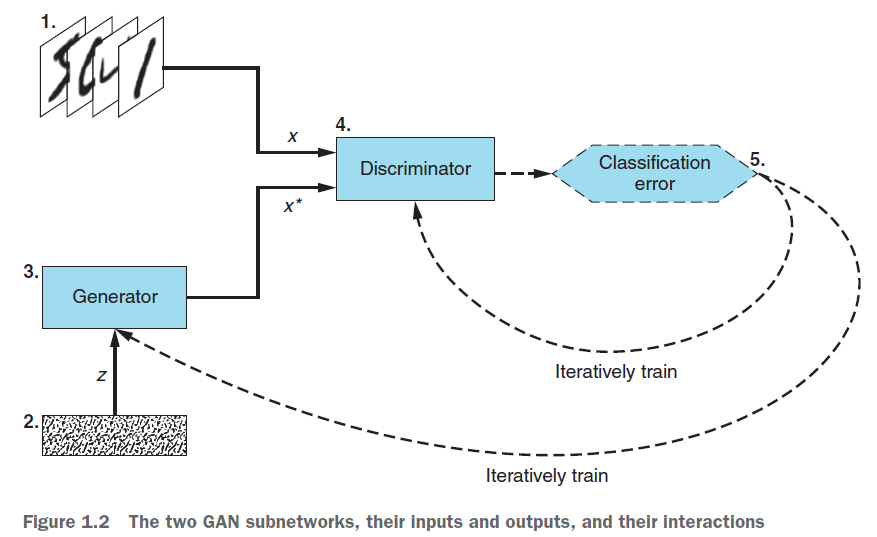 1.
4.
x
Discriminator
Classification
error
5.
x*
3.
Generator
z
Iteratively train
2.
Iteratively train
Figure 1.2 The two GAN subnetworks, their inputs and outputs, and their interactions